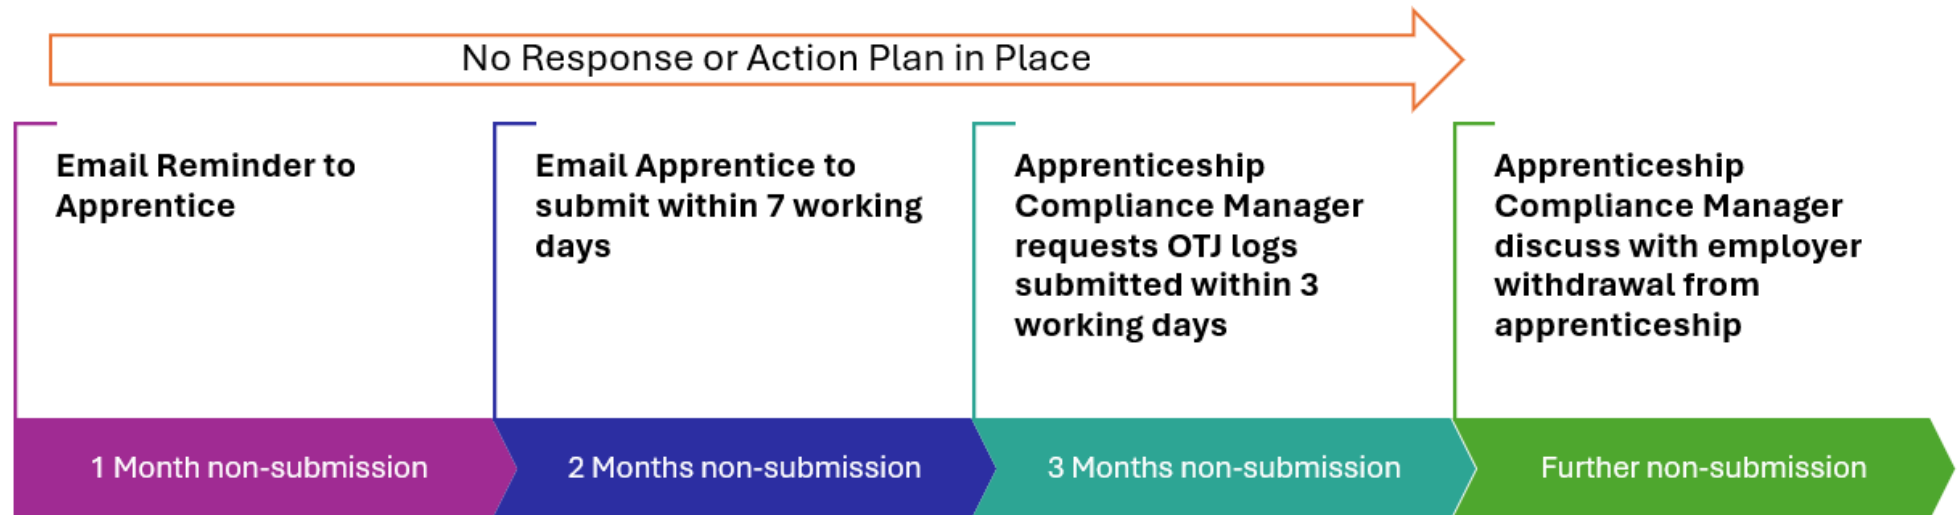 No Response or Action Plan in Place
Email Reminder to
Apprentice
Email Apprentice to
submit within 7 working
days
Apprenticeship
Compliance Manager
requests OTJ logs
submitted within 3
working days
Apprenticeship
Compliance Manager
discuss with employer
withdrawal from
apprenticeship
1 Month non-submission
2 Months non-submission
3 Months non-submission
Further non-submission